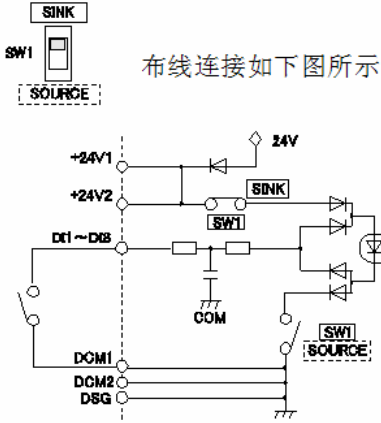 SINK
SW1
SOURCE
布线连接如下图所示
24V
+24V1
+24V2
SINK
SW1
DI1～DI8
COM
SW1
SOURCE
DCM1
DCM2
DSG